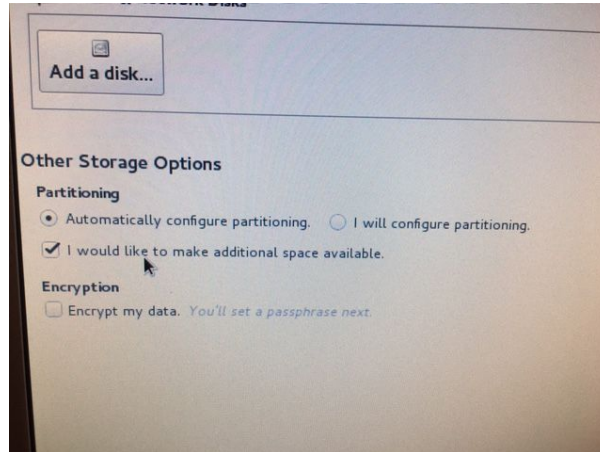 Disks
Add a disk...
Other Storage Options
Partitioning
Automatically configure partitioning. I will configure partitioning.
I would like to make additional space available.
Encryption
Encrypt my data. You'll set a passphrase next.